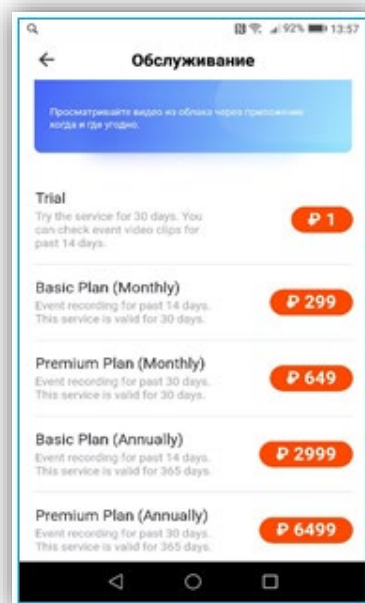 92% 13:57
Обслуживание
Просматривайте видео из облака через приложение
когда и где угодно.
Trial
Try the service for 30 days. You
can check event video clips for
past 14 days.
₽ 1
Basic Plan (Monthly)
Event recording for past 14 days.
This service is valid for 30 days.
₽ 299
Premium Plan (Monthly)
Event recording for past 30 days.
This service is valid for 30 days.
₽ 649
Basic Plan (Annually)
Event recording for past 14 days.
This service is valid for 365 days.
₽ 2999
Premium Plan (Annually)
Event recording for past 30 days.
This service is valid for 365 days.
₽ 6499